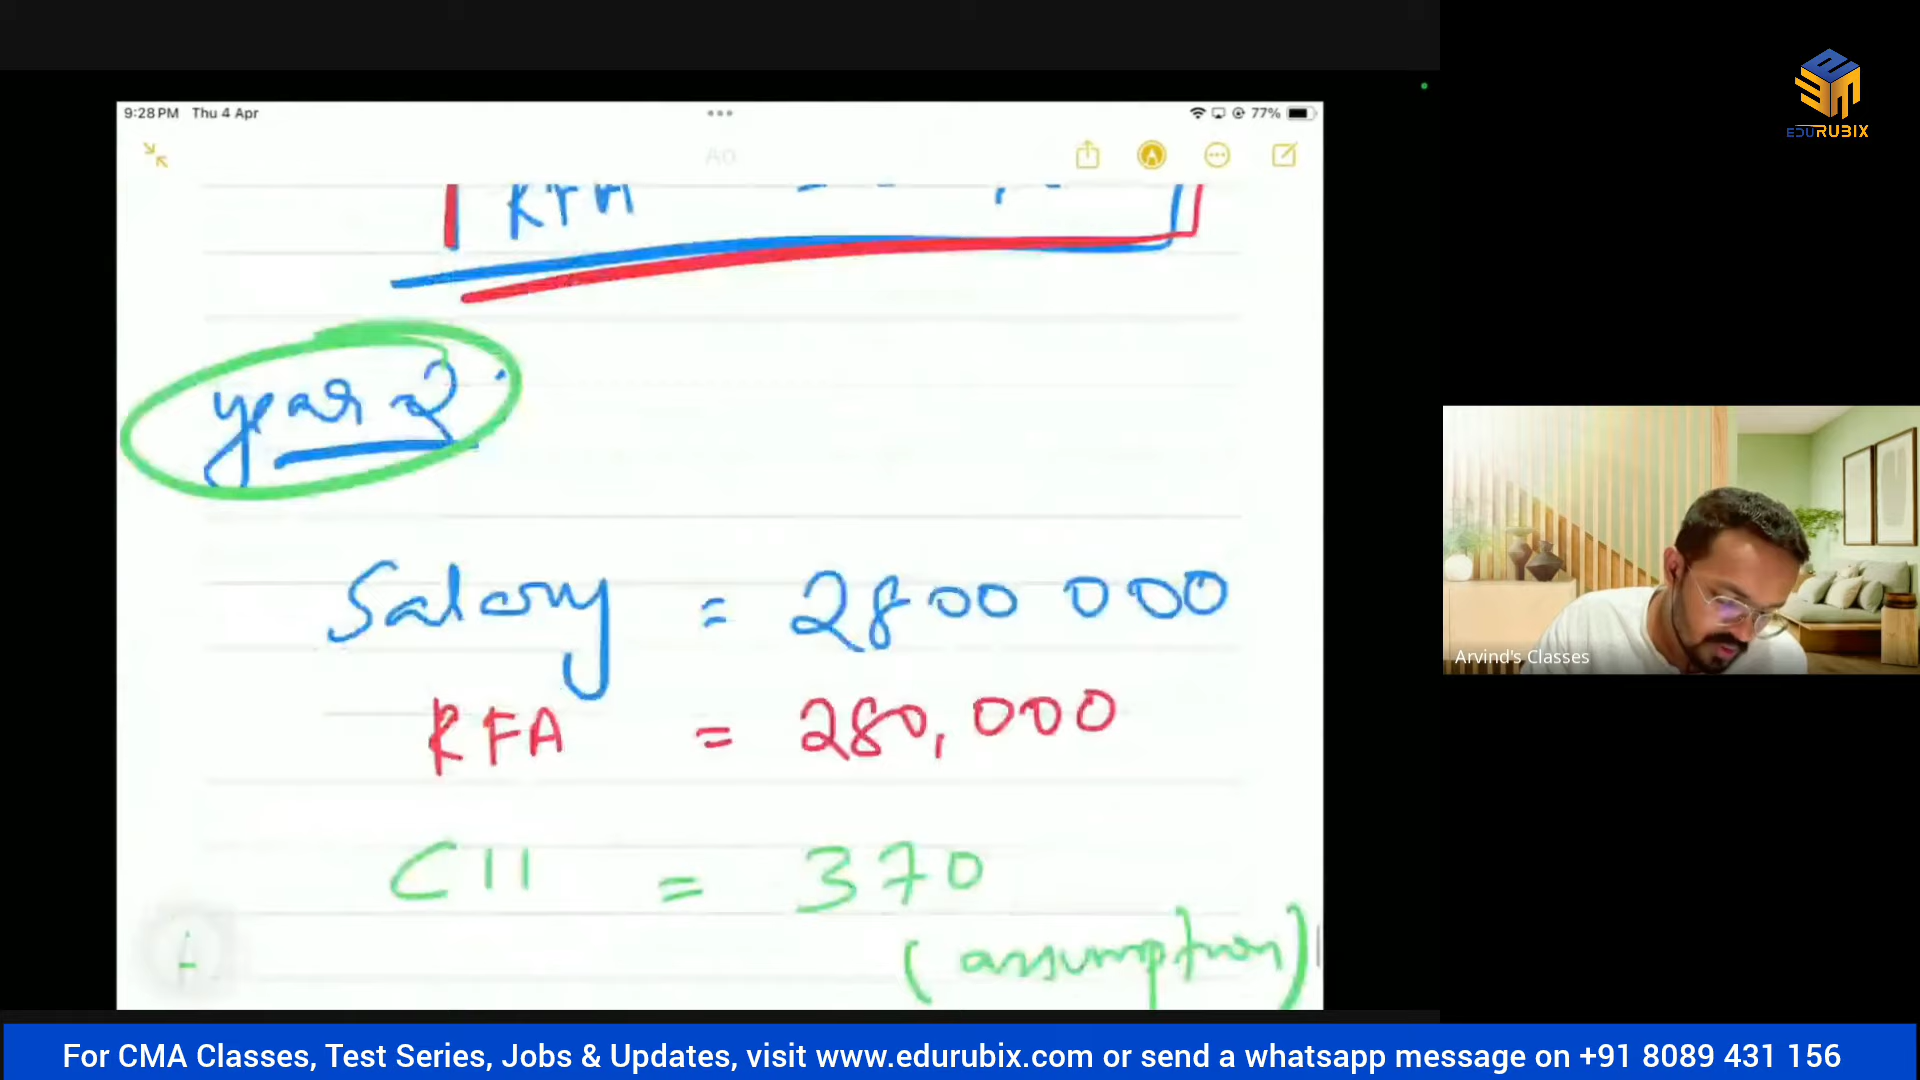 EDURUBIX
9:28 PM Thu 4 Apr
77%
RFA
year 2
Salary = 2800 000
RFA = 280,000
CII = 370
(assumption)
Arvind's Classes
For CMA Classes, Test Series, Jobs & Updates, visit www.edurubix.com or send a whatsapp message on +91 8089 431 156